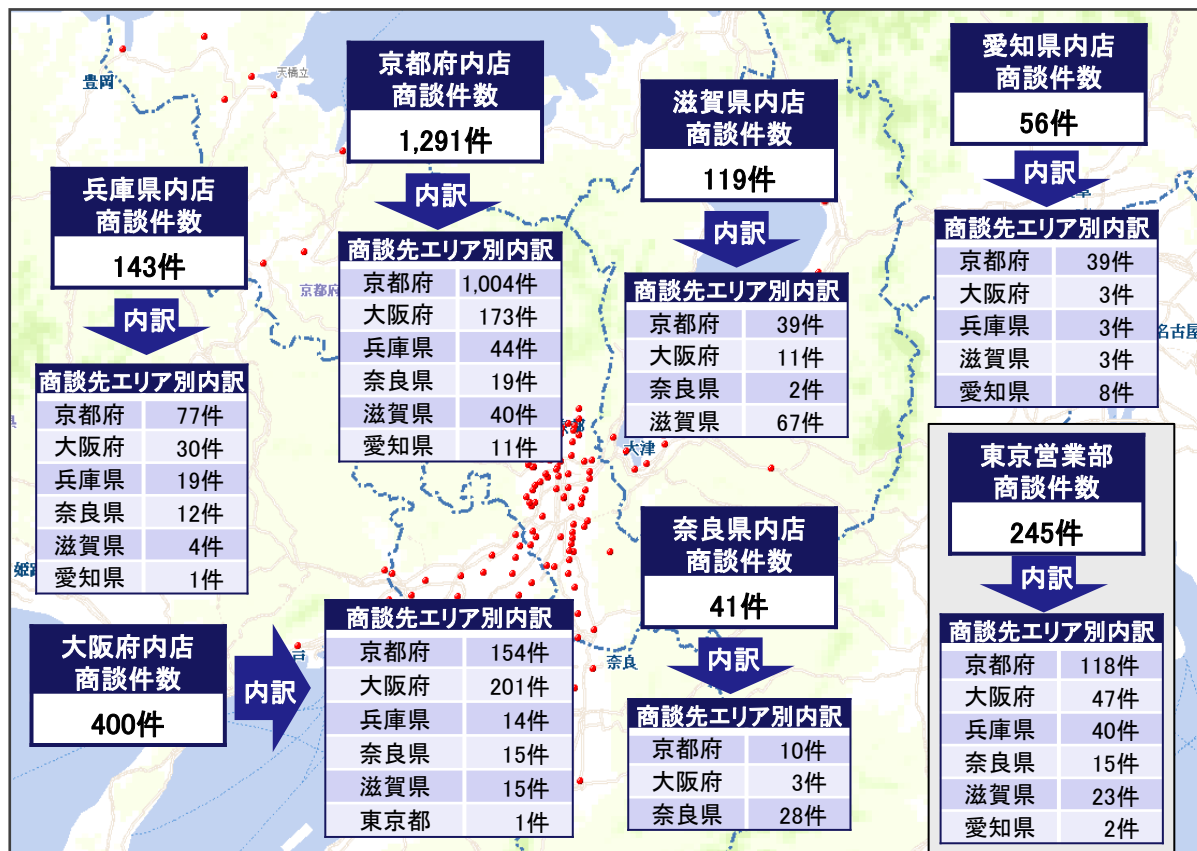 豊岡
天橋立
京都府内店
商談件数
1,291件
内訳
商談先エリア別内訳
京都府 1,004件
大阪府 173件
兵庫県 44件
奈良県 19件
滋賀県 40件
愛知県 11件
滋賀県内店
商談件数
119件
内訳
商談先エリア別内訳
京都府 39件
大阪府 11件
奈良県 2件
滋賀県 67件
愛知県内店
商談件数
56件
内訳
商談先エリア別内訳
京都府 39件
大阪府 3件
兵庫県 3件
滋賀県 3件
愛知県 8件
名古屋
兵庫県内店
商談件数
143件
内訳
商談先エリア別内訳
京都府 77件
大阪府 30件
兵庫県 19件
奈良県 12件
滋賀県 4件
愛知県 1件
京都府
大津
東京営業部
商談件数
245件
内訳
商談先エリア別内訳
京都府 118件
大阪府 47件
兵庫県 40件
奈良県 15件
滋賀県 23件
愛知県 2件
奈良県内店
商談件数
41件
内訳
商談先エリア別内訳
京都府 10件
大阪府 3件
奈良県 28件
奈良
大阪府内店
商談件数
400件
内訳
商談先エリア別内訳
京都府 154件
大阪府 201件
兵庫県 14件
奈良県 15件
滋賀県 15件
東京都 1件